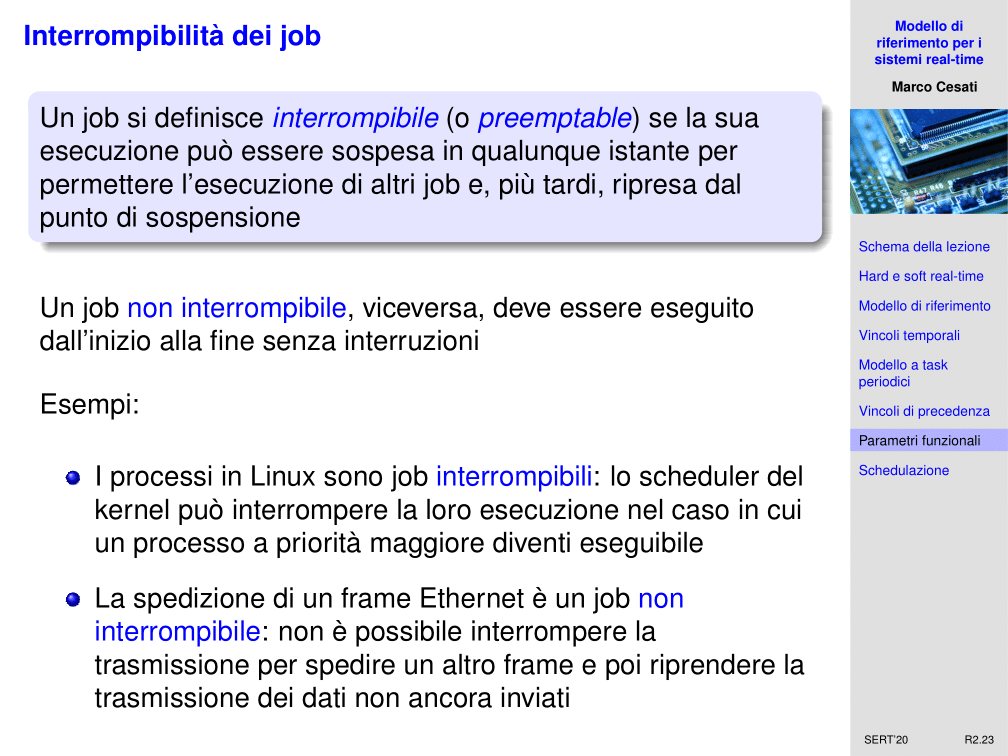 Interrompibilità dei job
Un job si definisce interrompibile (o preemptable) se la sua
esecuzione può essere sospesa in qualunque istante per
permettere l'esecuzione di altri job e, più tardi, ripresa dal
punto di sospensione
Un job non interrompibile, viceversa, deve essere eseguito
dall'inizio alla fine senza interruzioni
Esempi:
I processi in Linux sono job interrompibili: lo scheduler del
kernel può interrompere la loro esecuzione nel caso in cui
un processo a priorità maggiore diventi eseguibile
La spedizione di un frame Ethernet è un job non
interrompibile: non è possibile interrompere la
trasmissione per spedire un altro frame e poi riprendere la
trasmissione dei dati non ancora inviati
Modello di
riferimento per i
sistemi real-time
Marco Cesati
R47 R48
Schema della lezione
Hard e soft real-time
Modello di riferimento
Vincoli temporali
Modello a task
periodici
Vincoli di precedenza
Parametri funzionali
Schedulazione
SERT'20 R2.23